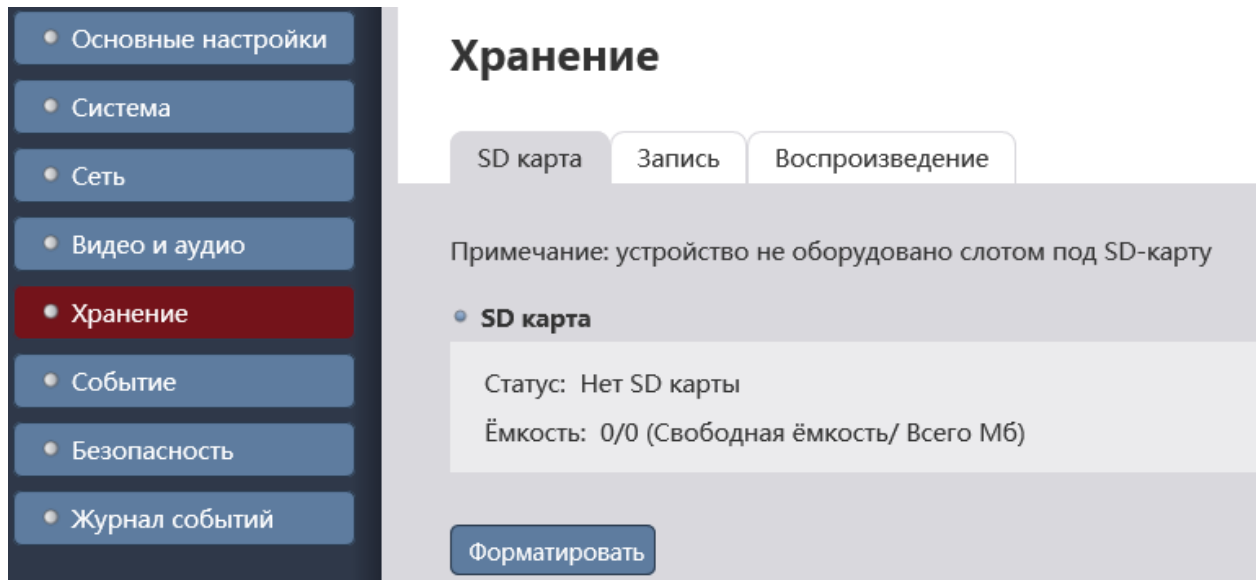 Основные настройки
Система
Сеть
Видео и аудио
Хранение
Событие
Безопасность
Журнал событий
Хранение
SD карта
Запись
Воспроизведение
Примечание: устройство не оборудовано слотом под SD-карту
SD карта
Статус: Нет SD карты
Ёмкость: 0/0 (Свободная ёмкость/ Всего Мб)
Форматировать